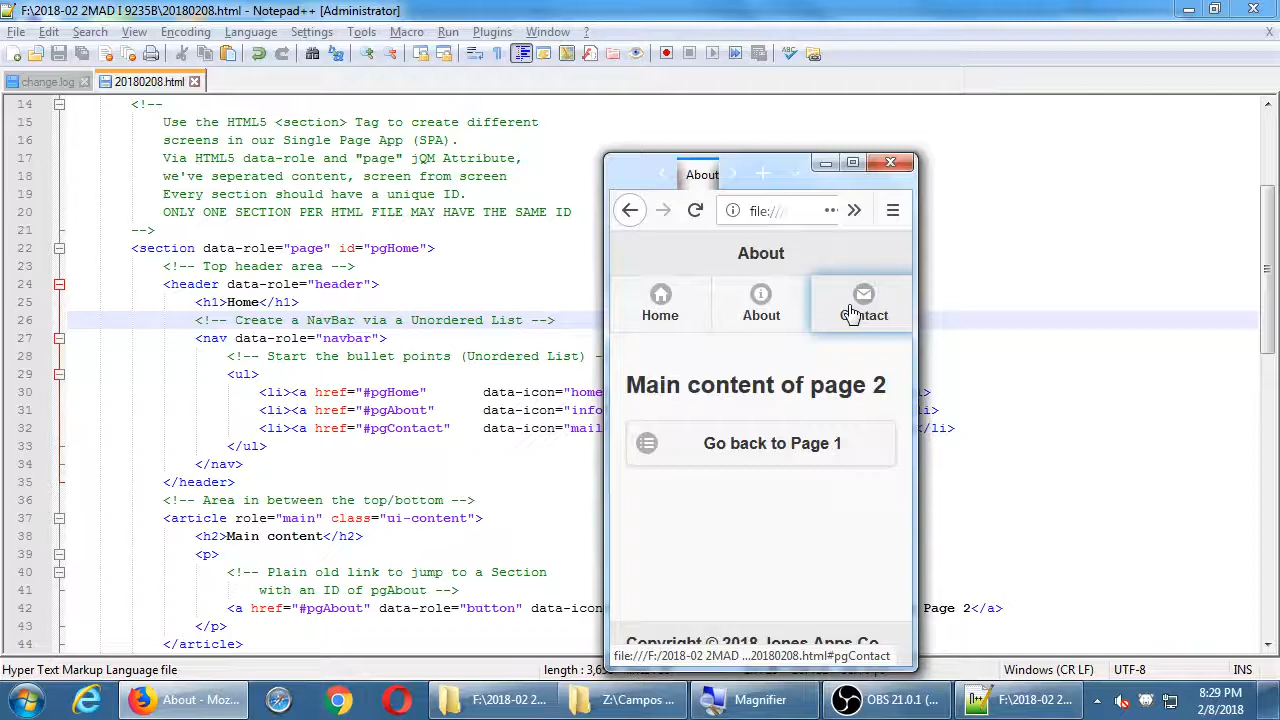 F:\2018-02 2MAD I 9235B\20180208.html - Notepad++ [Administrator]
File Edit Search View Encoding Language Settings Tools Macro Run Plugins Window ? X
change.log 20180208.html
14 <!--
15 Use the HTML5 <section> Tag to create different
16 screens in our Single Page App (SPA).
17 Via HTML5 data-role and "page" jQM Attribute,
18 we've seperated content, screen from screen
19 Every section should have a unique ID.
20 ONLY ONE SECTION PER HTML FILE MAY HAVE THE SAME ID
21 -->
22 <section data-role="page" id="pgHome">
23 <!-- Top header area -->
24 <header data-role="header">
25 <h1>Home</h1>
26 <!-- Create a NavBar via a Unordered List -->
27 <nav data-role="navbar">
28 <!-- Start the bullet points (Unordered List) -
29 <ul>
30 <li><a href="#pgHome" data-icon="home
31 <li><a href="#pgAbout" data-icon="info li>
32 <li><a href="#pgContact" data-icon="mail </li>
33 </ul>
34 </nav>
35 </header>
36 <!-- Area in between the top/bottom -->
37 <article role="main" class="ui-content">
38 <h2>Main content</h2>
39 <p>
40 <!-- Plain old link to jump to a Section
41 with an ID of pgAbout -->
42 <a href="#pgAbout" data-role="button" data-icon= Page 2</a>
43 </p>
44 </article>
About
file:///
About
Home About Contact
Main content of page 2
Go back to Page 1
Copyright © 2018 Jones Apps Co
file:///F:/2018-02 2MAD ...20180208.html#pgContact
Hyper Text Markup Language file length : 3,6 Windows (CR LF) UTF-8 INS
About - Moz... F:\2018-02 2... Z:\Campos ... Magnifier OBS 21.0.1 (... F:\2018-02 2... 8:29 PM
2/8/2018